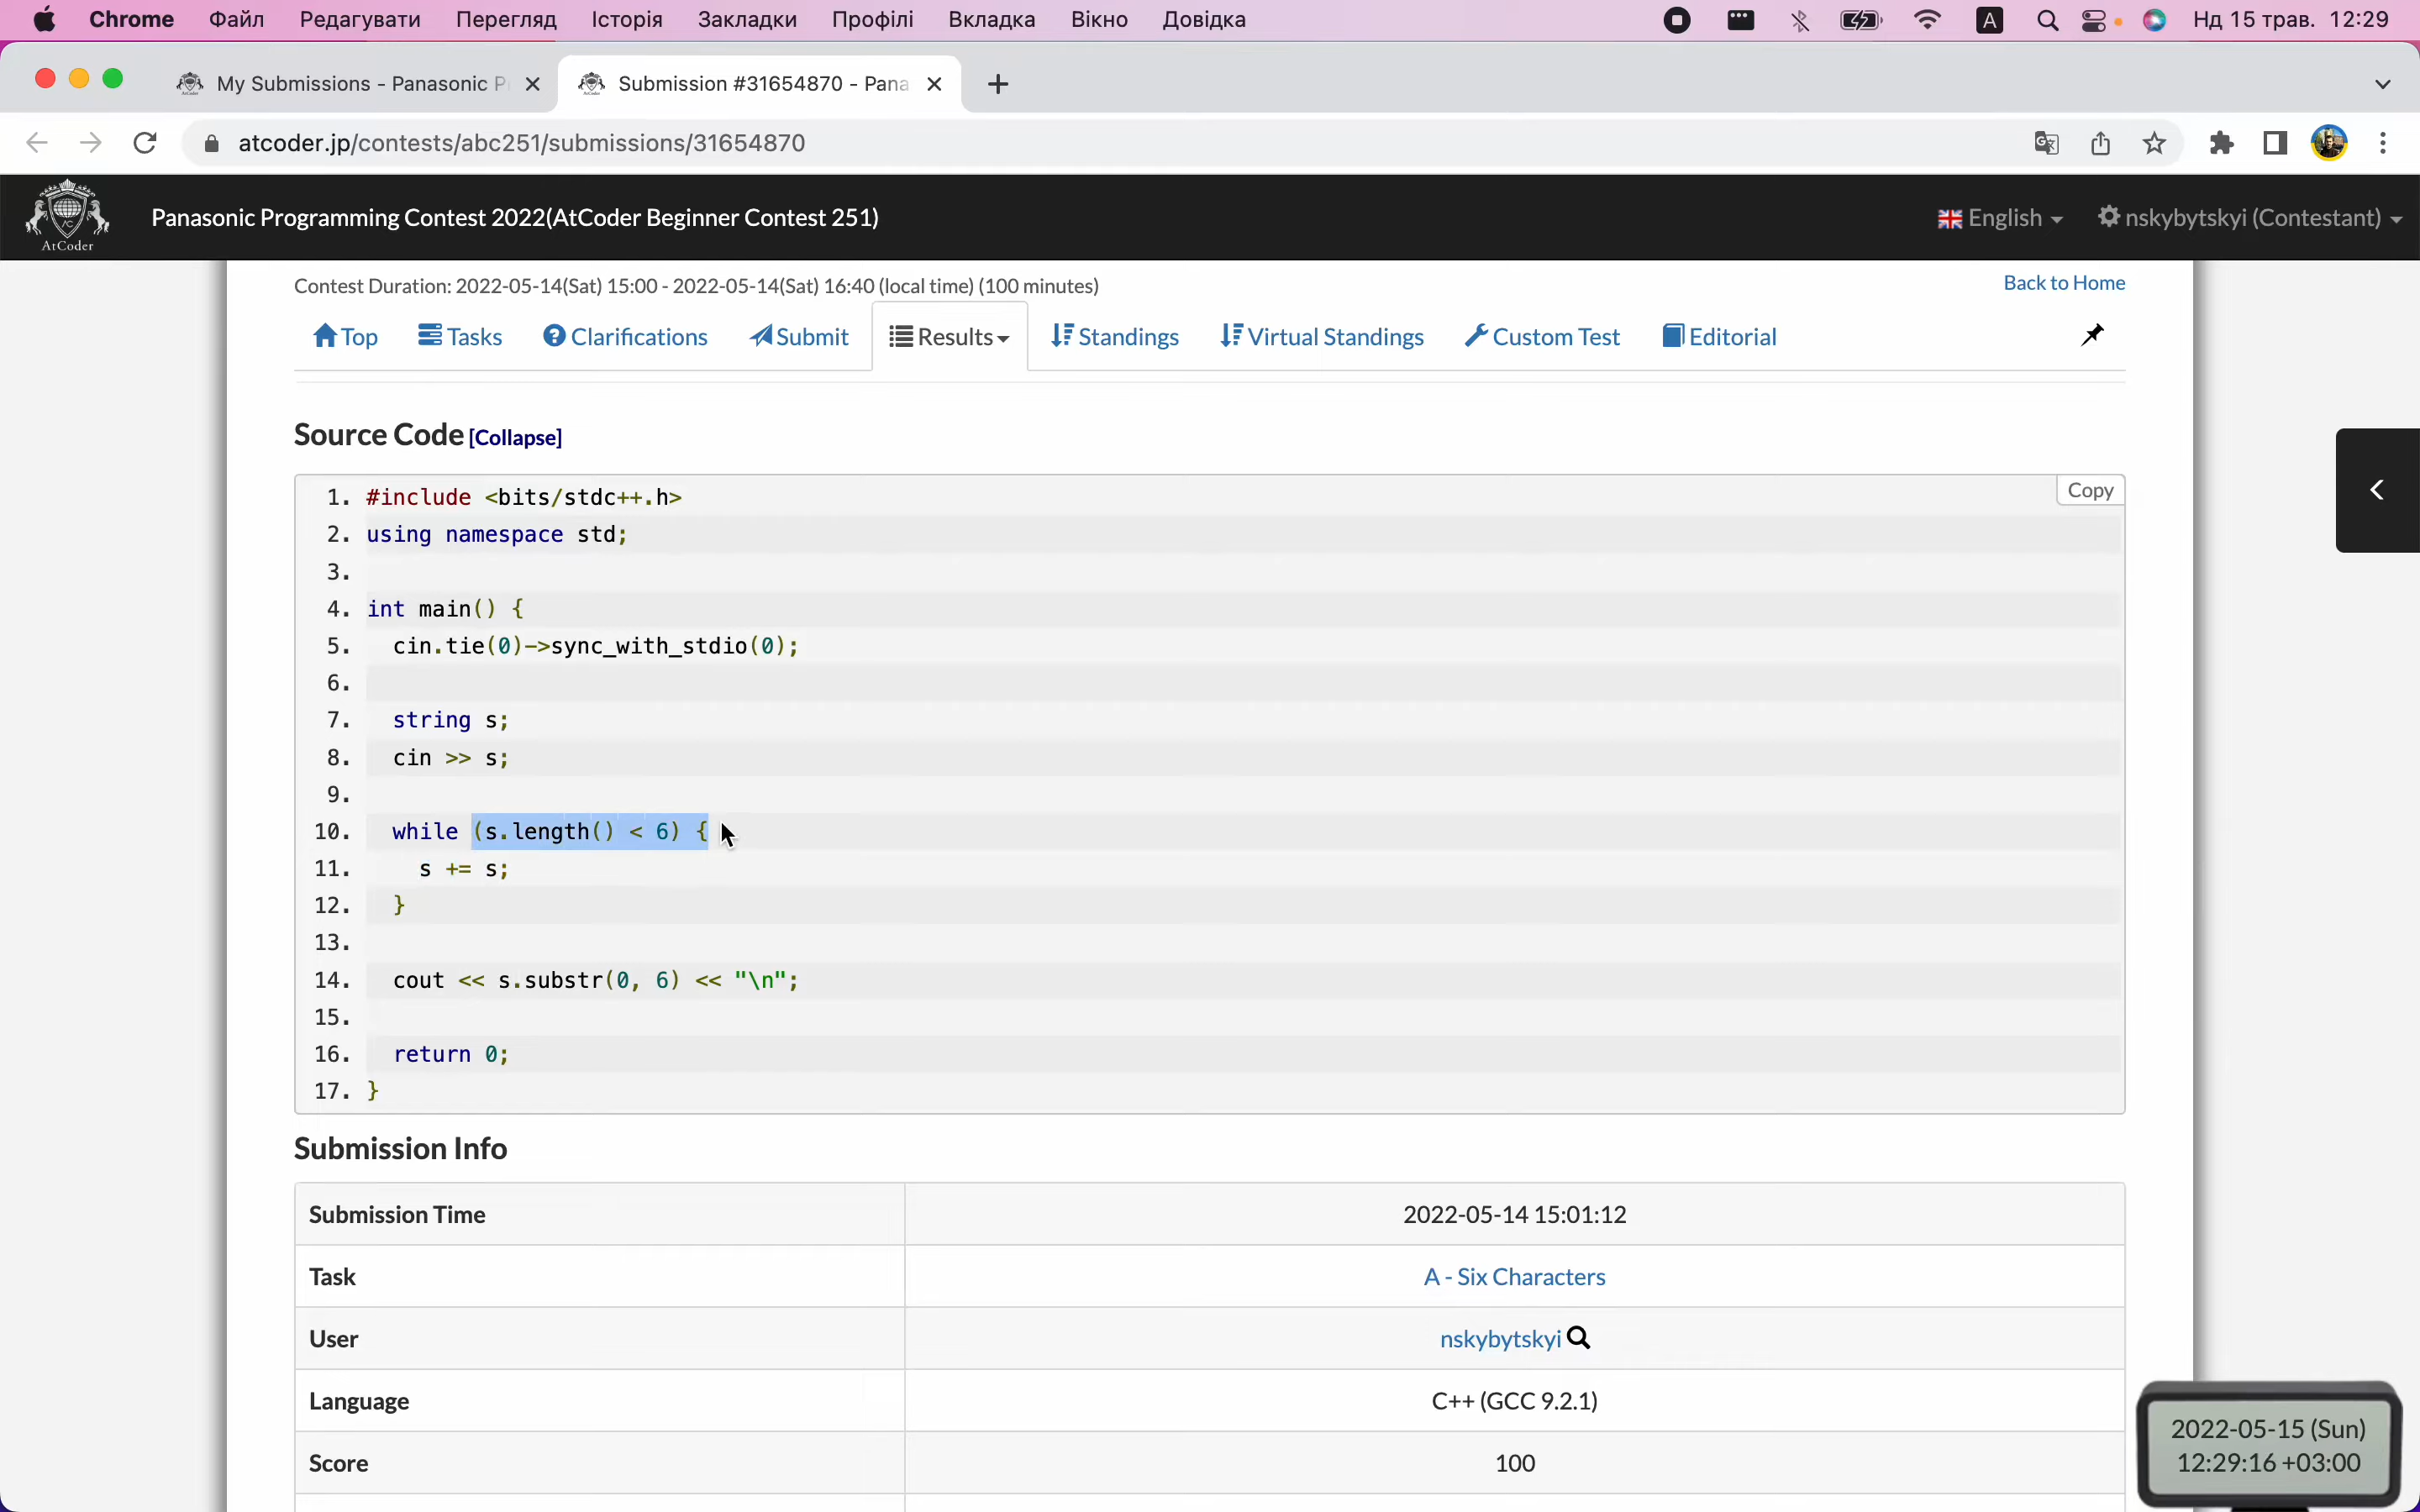 Chrome Файл Редагувати Перегляд Історія Закладки Профілі Вкладка Вікно Довідка A Нд 15 трав. 12:29
My Submissions - Panasonic P Submission #31654870 - Pana
atcoder.jp/contests/abc251/submissions/31654870
AtCoder Panasonic Programming Contest 2022(AtCoder Beginner Contest 251) English nskybytskyi (Contestant)
Contest Duration: 2022-05-14(Sat) 15:00 - 2022-05-14(Sat) 16:40 (local time) (100 minutes) Back to Home
Top Tasks Clarifications Submit Results Standings Virtual Standings Custom Test Editorial
Source Code [Collapse]
Copy
1. #include <bits/stdc++.h>
2. using namespace std;
3.
4. int main() {
5.   cin.tie(0)->sync_with_stdio(0);
6.
7.   string s;
8.   cin >> s;
9.
10.   while (s.length() < 6) {
11.     s += s;
12.   }
13.
14.   cout << s.substr(0, 6) << "\n";
15.
16.   return 0;
17. }
Submission Info
Submission Time 2022-05-14 15:01:12
Task A - Six Characters
User nskybytskyi
Language C++ (GCC 9.2.1)
Score 100
2022-05-15 (Sun)
12:29:16 +03:00